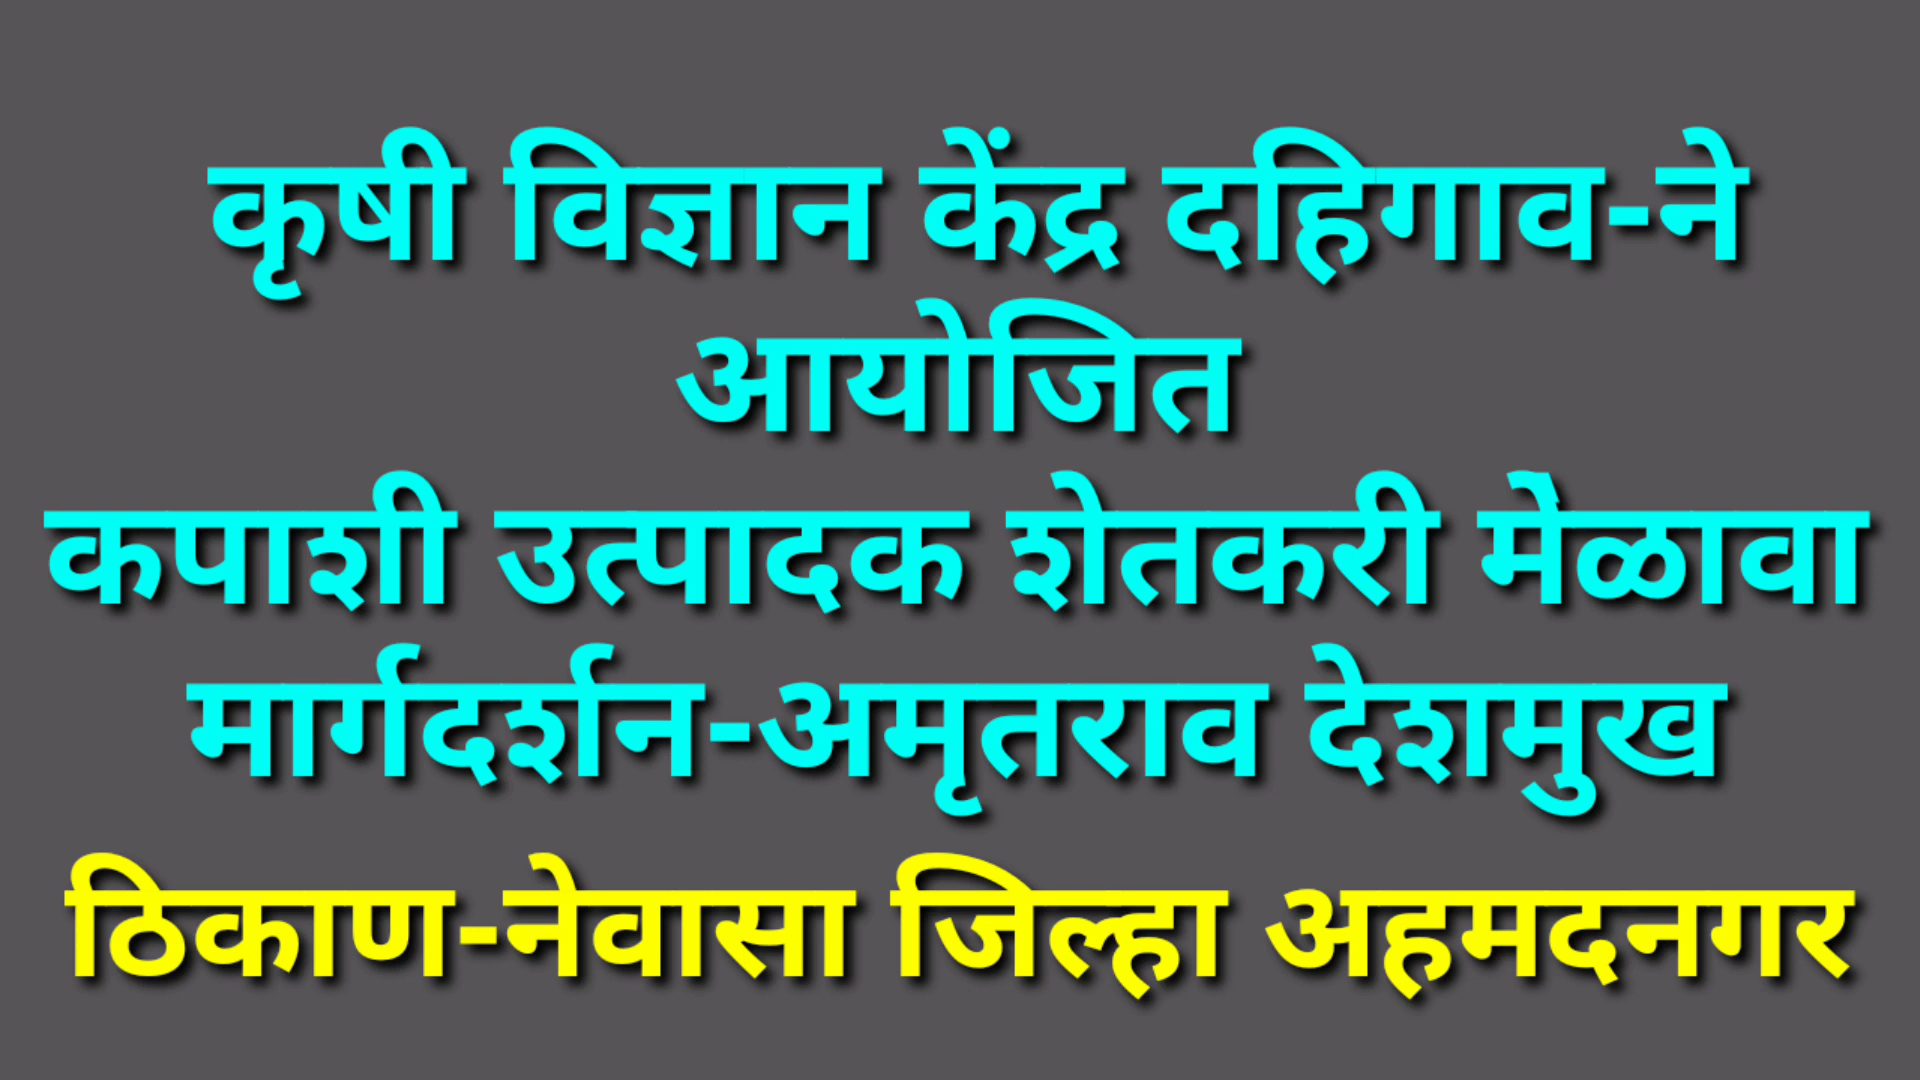 कृषी विज्ञान केंद्र दहिगाव-ने
आयोजित
कपाशी उत्पादक शेतकरी मेळावा
मार्गदर्शन-अमृतराव देशमुख
ठिकाण-नेवासा जिल्हा अहमदनगर